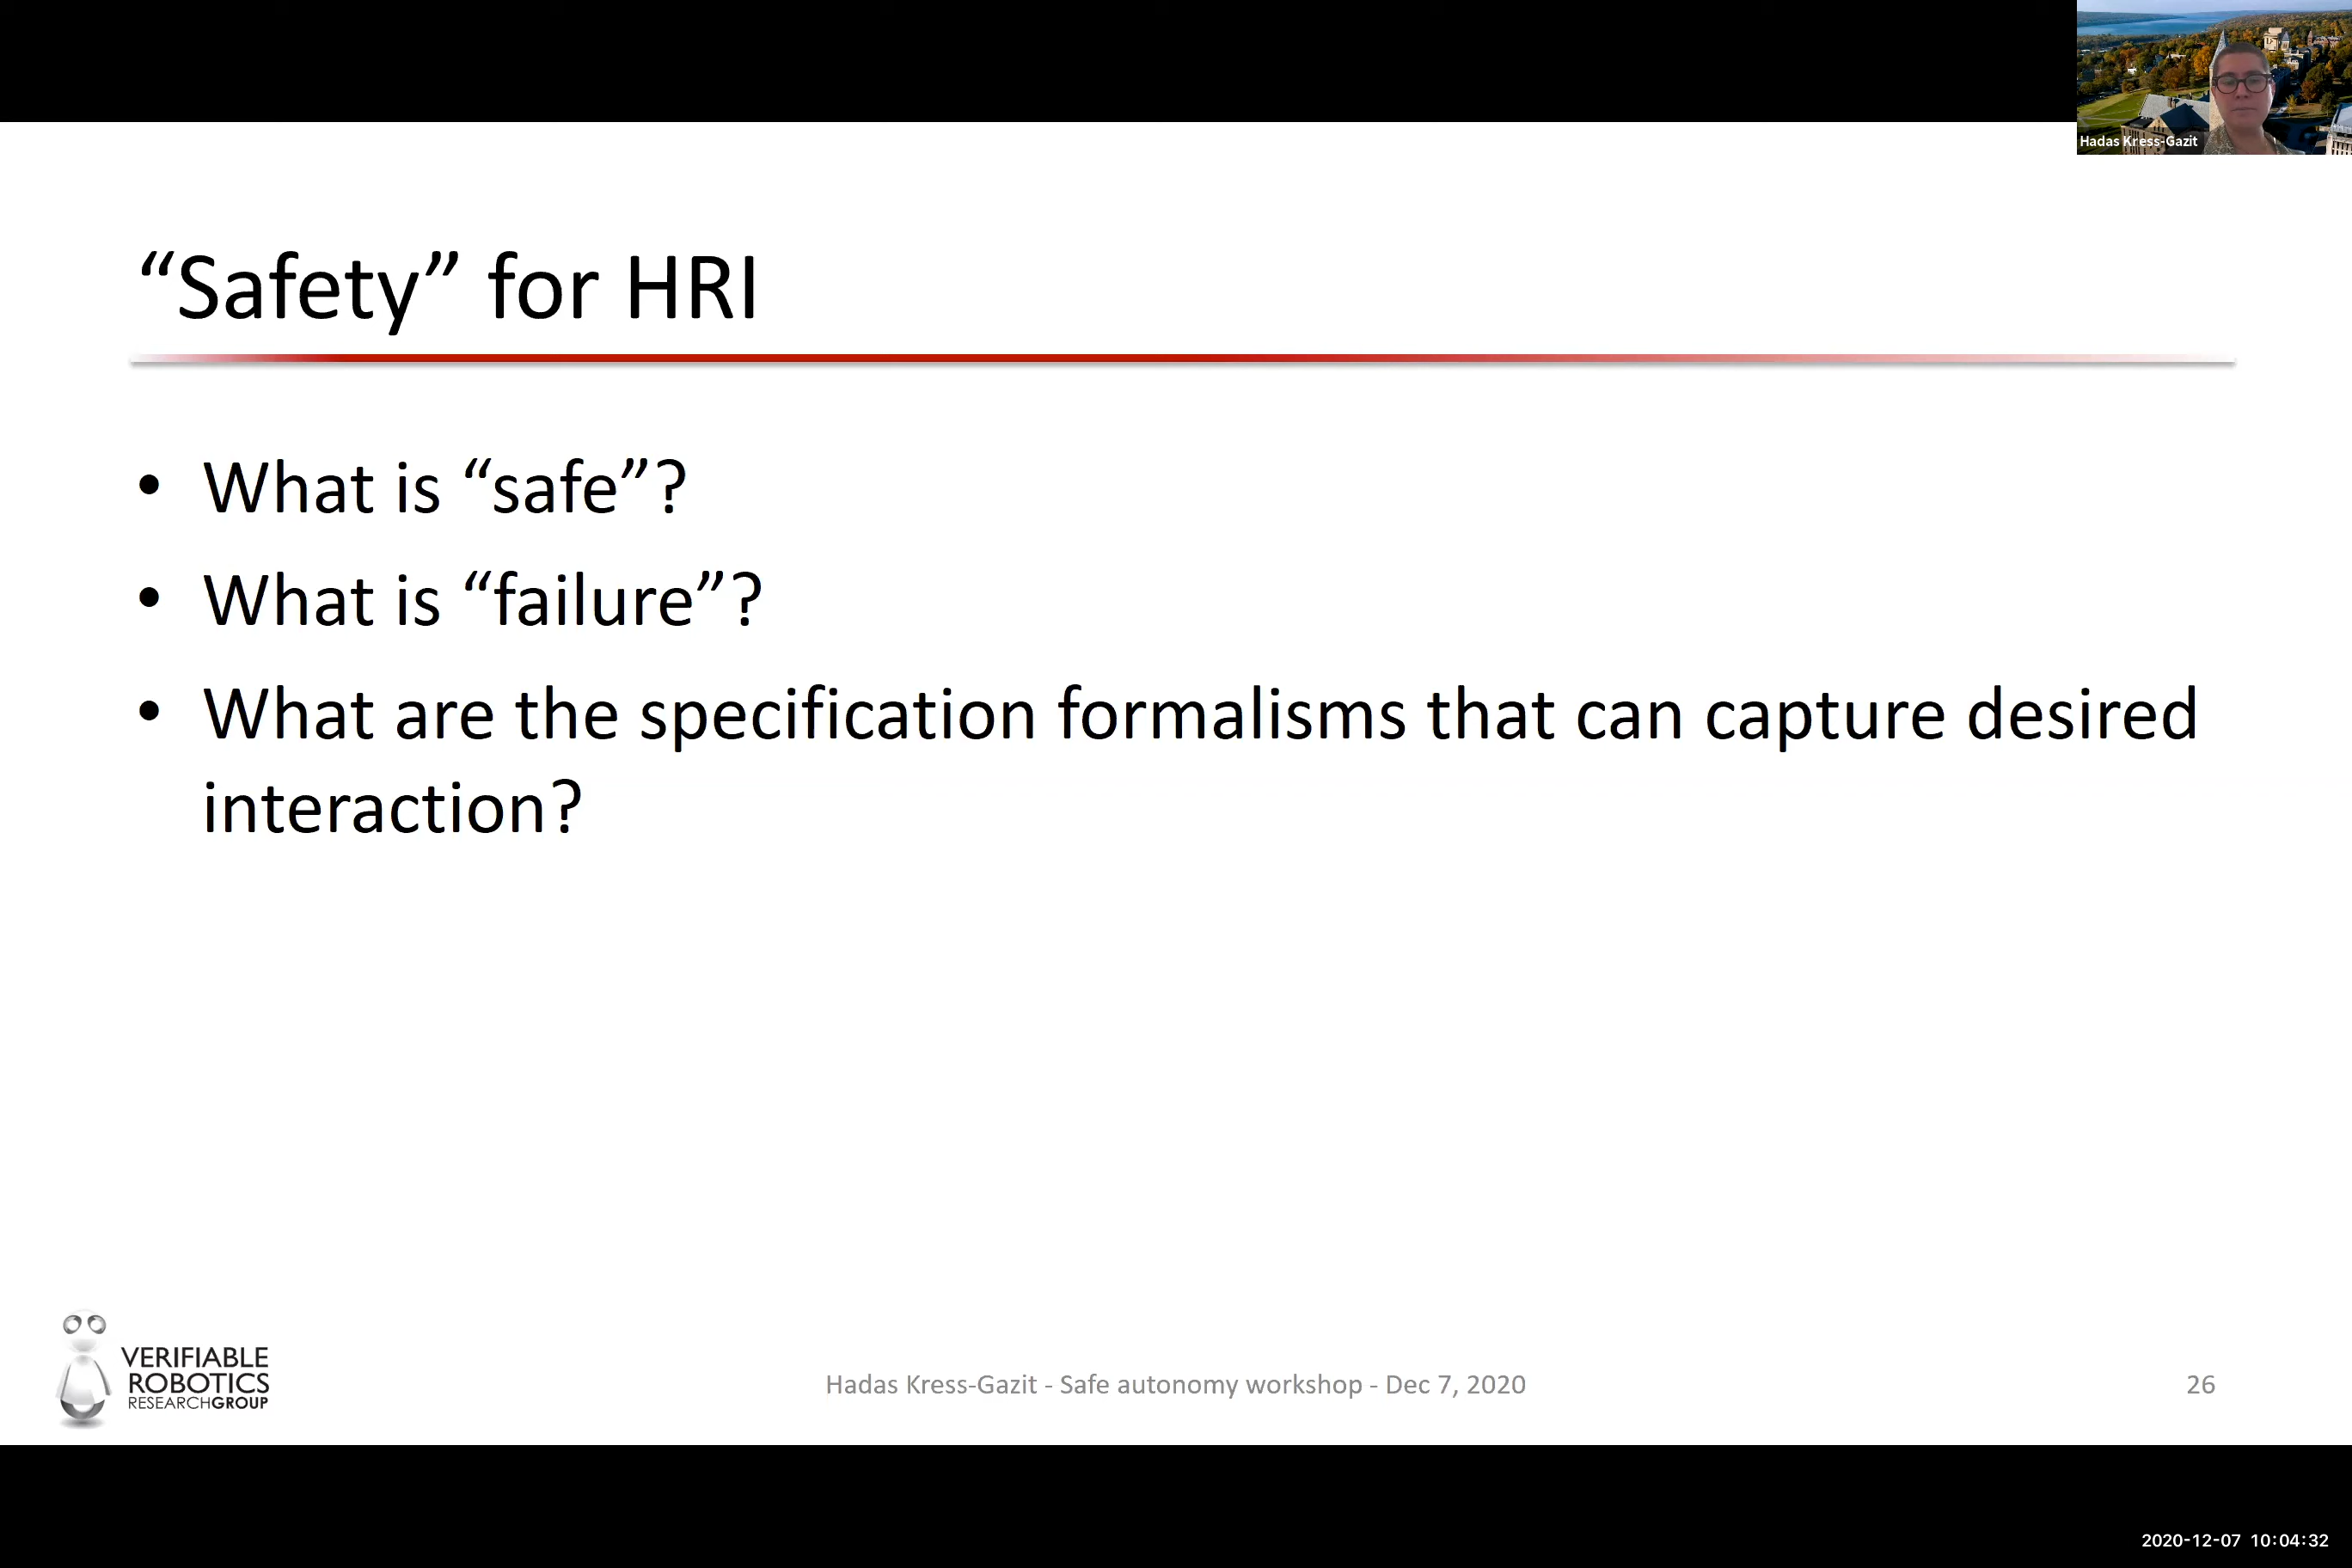 Hadas Kress-Gazit
“Safety” for HRI
• What is “safe”?
• What is “failure”?
• What are the specification formalisms that can capture desired
interaction?
VERIFIABLE
ROBOTICS
RESEARCHGROUP
Hadas Kress-Gazit - Safe autonomy workshop - Dec 7, 2020
26
2020-12-07 10:04:32